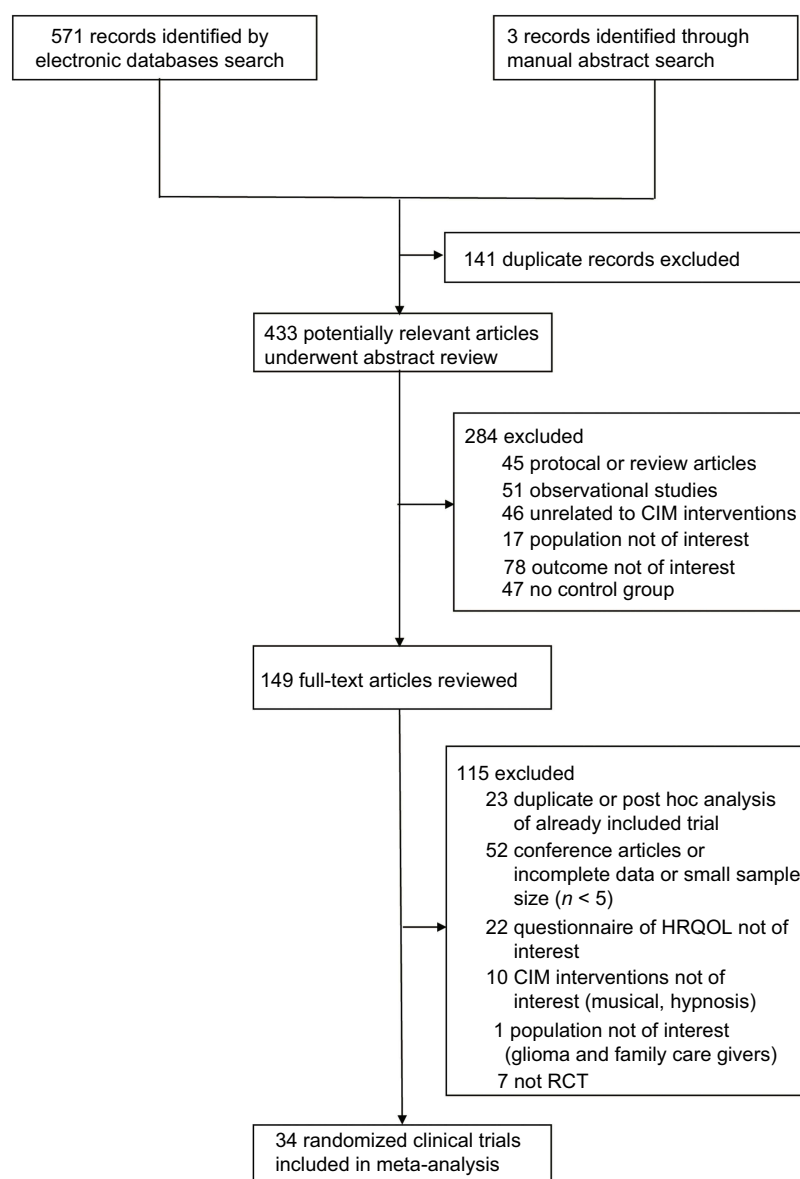 571 records identified by
electronic databases search
3 records identified through
manual abstract search
141 duplicate records excluded
433 potentially relevant articles
underwent abstract review
284 excluded
45 protocal or review articles
51 observational studies
46 unrelated to CIM interventions
17 population not of interest
78 outcome not of interest
47 no control group
149 full-text articles reviewed
115 excluded
23 duplicate or post hoc analysis
of already included trial
52 conference articles or
incomplete data or small sample
size (n < 5)
22 questionnaire of HRQOL not of
interest
10 CIM interventions not of
interest (musical, hypnosis)
1 population not of interest
(glioma and family care givers)
7 not RCT
34 randomized clinical trials
included in meta-analysis